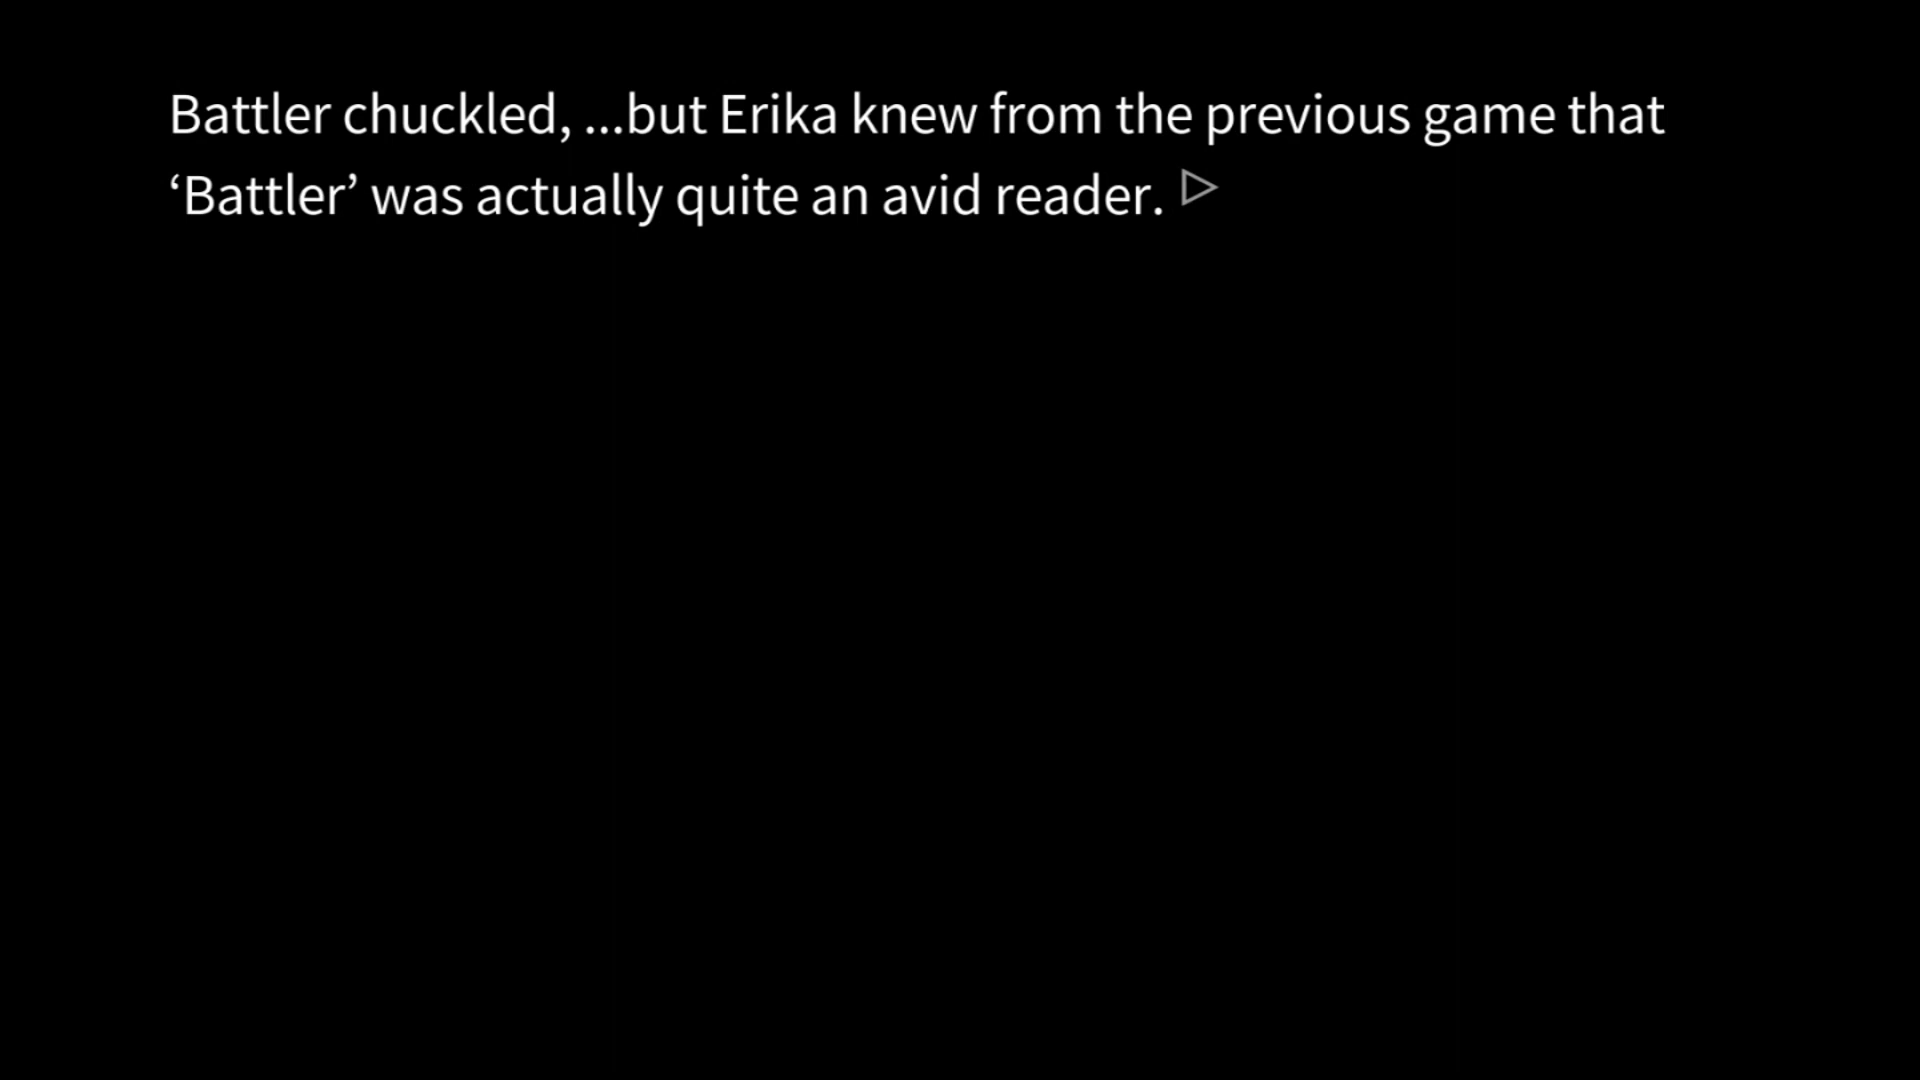 Battler chuckled, ...but Erika knew from the previous game that
‘Battler’ was actually quite an avid reader.